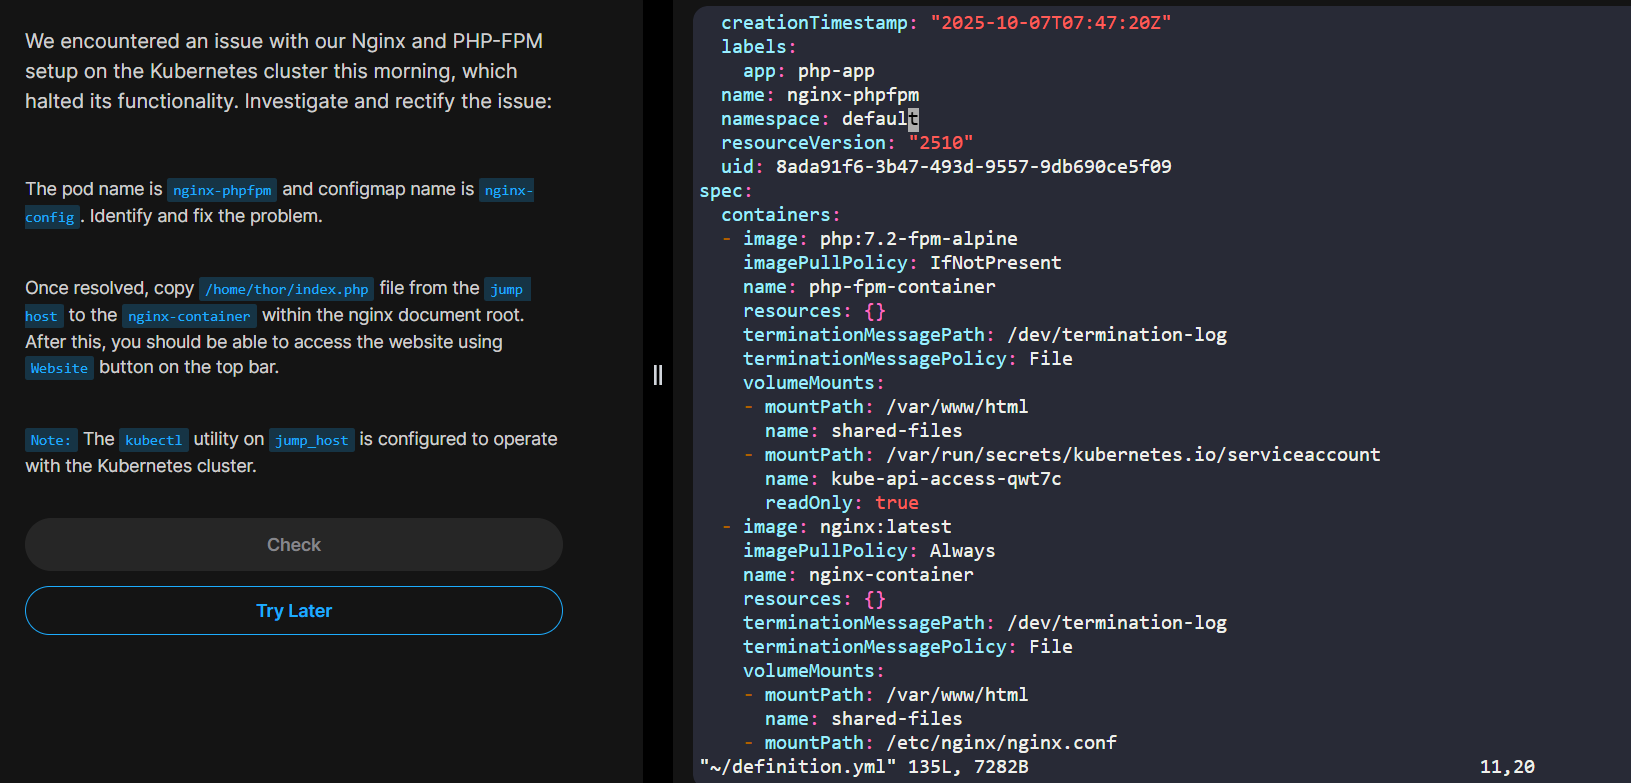 We encountered an issue with our Nginx and PHP-FPM
setup on the Kubernetes cluster this morning, which
halted its functionality. Investigate and rectify the issue:
The pod name is nginx-phpfpm and configmap name is nginx-
config . Identify and fix the problem.
Once resolved, copy /home/thor/index.php file from the jump
host to the nginx-container within the nginx document root.
After this, you should be able to access the website using
Website button on the top bar.
Note: The kubectl utility on jump_host is configured to operate
with the Kubernetes cluster.
Check
Try Later
creationTimestamp: "2025-10-07T07:47:20Z"
labels:
app: php-app
name: nginx-phpfpm
namespace: default
resourceVersion: "2510"
uid: 8ada91f6-3b47-493d-9557-9db690ce5f09
spec:
containers:
- image: php:7.2-fpm-alpine
imagePullPolicy: IfNotPresent
name: php-fpm-container
resources: {}
terminationMessagePath: /dev/termination-log
terminationMessagePolicy: File
volumeMounts:
- mountPath: /var/www/html
name: shared-files
- mountPath: /var/run/secrets/kubernetes.io/serviceaccount
name: kube-api-access-qwt7c
readOnly: true
- image: nginx:latest
imagePullPolicy: Always
name: nginx-container
resources: {}
terminationMessagePath: /dev/termination-log
terminationMessagePolicy: File
volumeMounts:
- mountPath: /var/www/html
name: shared-files
- mountPath: /etc/nginx/nginx.conf
"~/definition.yml" 135L, 7282B 11,20